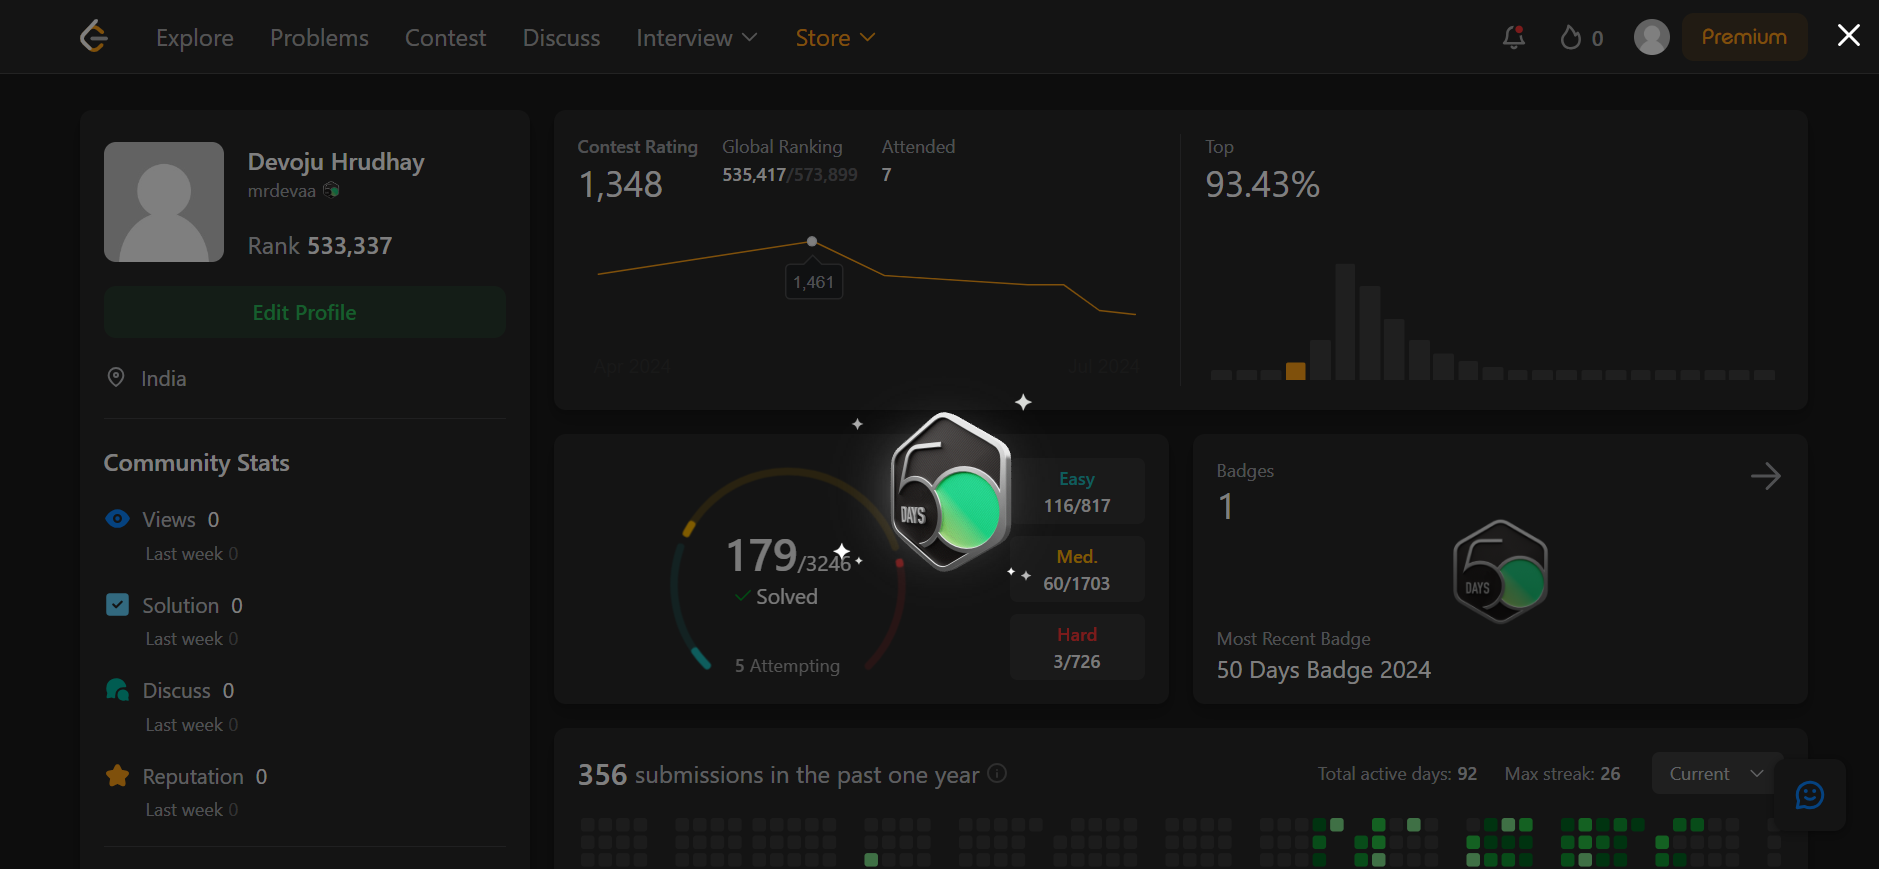 Explore Problems Contest Discuss Interview Store 0 Premium
Devoju Hrudhay
mrdevaa
Rank 533,337
Edit Profile
India
Community Stats
Views 0
Last week 0
Solution 0
Last week 0
Discuss 0
Last week 0
Reputation 0
Last week 0
Contest Rating
1,348
Global Ranking
535,417/573,899
Attended
7
1,461
Apr 2024 Jul 2024
Top
93.43%
179/3246
Solved
5 Attempting
50
DAYS
Easy
116/817
Med.
60/1703
Hard
3/726
Badges
1
50
DAYS
Most Recent Badge
50 Days Badge 2024
356 submissions in the past one year
Total active days: 92 Max streak: 26 Current